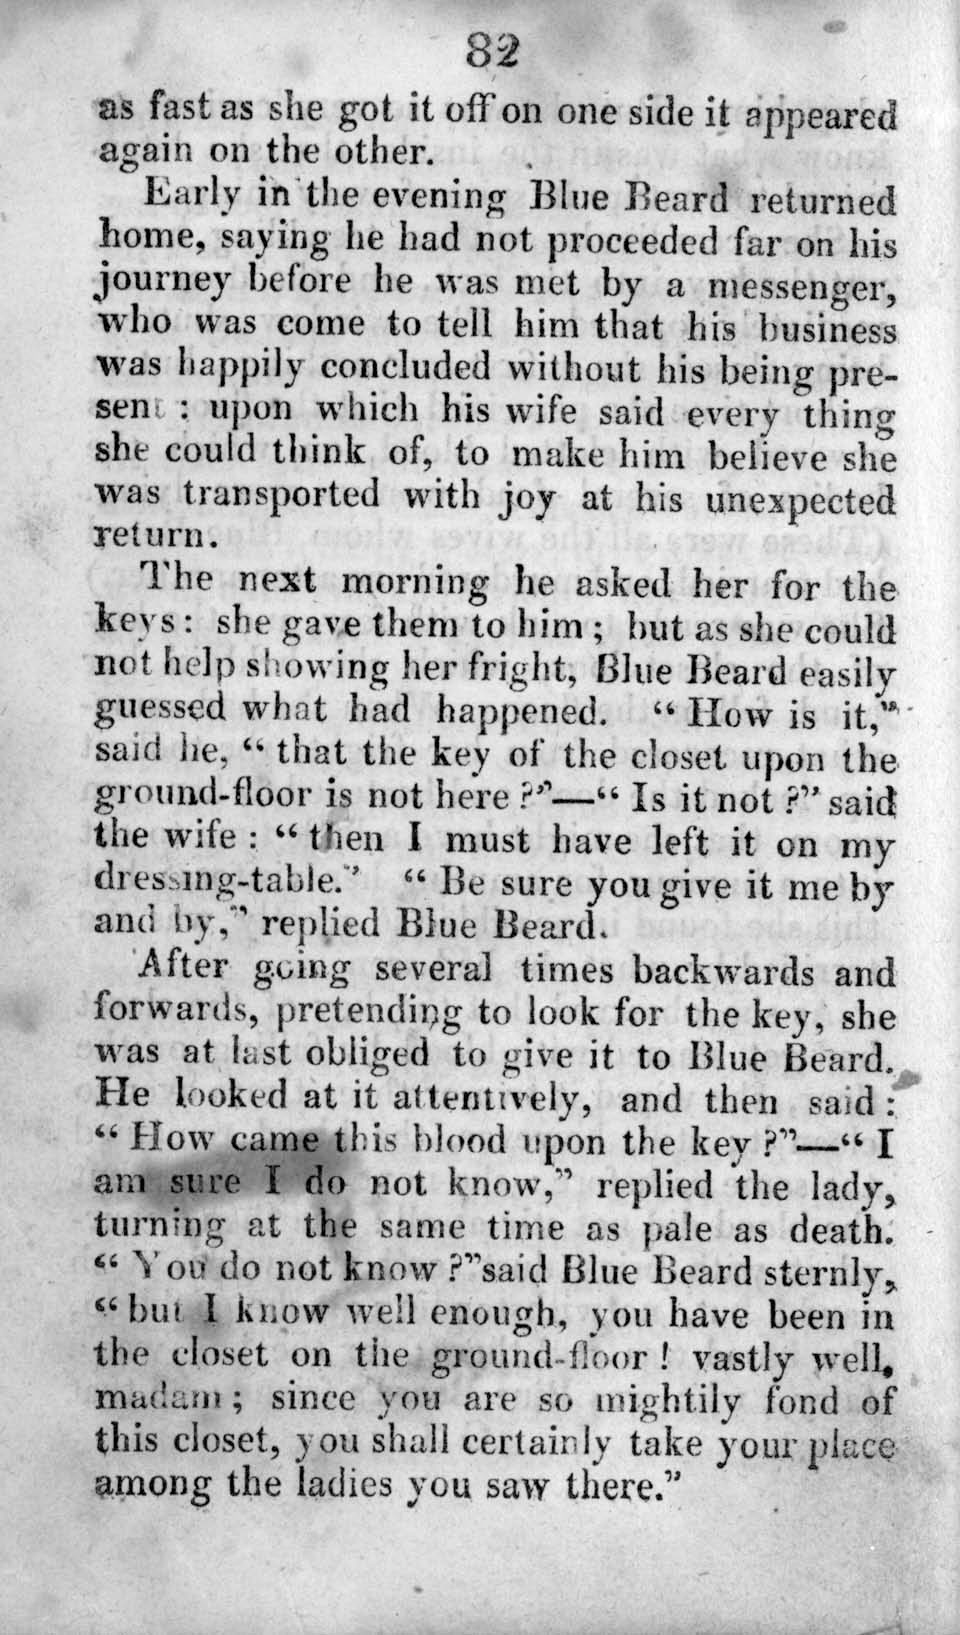 82
as fast as she got it off on one side it appeared
again on the other.
Early in the evening Blue Beard returned
home, saying he had not proceeded far on his
journey before he was met by a messenger,
who was come to tell him that his business
was happily concluded without his being pre-
sent : upon which his wife said every thing
she could think of, to make him believe she
was transported with joy at his unexpected
return.
The next morning he asked her for the
keys : she gave them to him ; but as she could
not help showing her fright, Blue Beard easily
guessed what had happened. “ How is it,”
said he, “ that the key of the closet upon the
ground-floor is not here ?”—“ Is it not ?” said
the wife : “ then I must have left it on my
dressing-table.” “ Be sure you give it me by
and by,” replied Blue Beard.
After going several times backwards and
forwards, pretending to look for the key, she
was at last obliged to give it to Blue Beard.
He looked at it attentively, and then said :
“ How came this blood upon the key ?”—“ I
am sure I do not know,” replied the lady,
turning at the same time as pale as death.
“ You do not know ?”said Blue Beard sternly,
“ but I know well enough, you have been in
the closet on the ground-floor ! vastly well,
madam ; since you are so mightily fond of
this closet, you shall certainly take your place
among the ladies you saw there.”